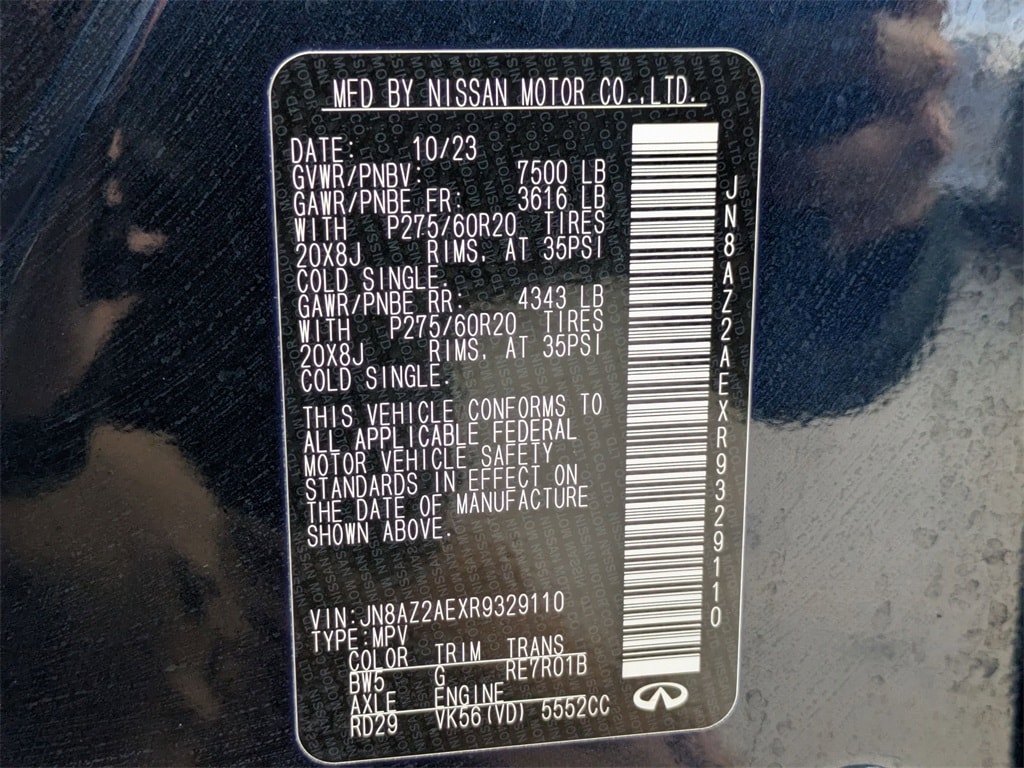 MFD BY NISSAN MOTOR CO.,LTD.
DATE: 10/23
GVWR/PNBV: 7500 LB
GAWR/PNBE FR: 3616 LB
WITH P275/60R20 TIRES
20X8J RIMS, AT 35PSI
COLD SINGLE.
GAWR/PNBE RR: 4343 LB
WITH P275/60R20 TIRES
20X8J RIMS, AT 35PSI
COLD SINGLE.
THIS VEHICLE CONFORMS TO
ALL APPLICABLE FEDERAL
MOTOR VEHICLE SAFETY
STANDARDS IN EFFECT ON
THE DATE OF MANUFACTURE
SHOWN ABOVE.
VIN:JN8AZ2AEXR9329110
TYPE:MPV
COLOR TRIM TRANS
BW5 G RE7R01B
AXLE ENGINE
RD29 VK56(VD) 5552CC
JN8AZ2AEXR9329110